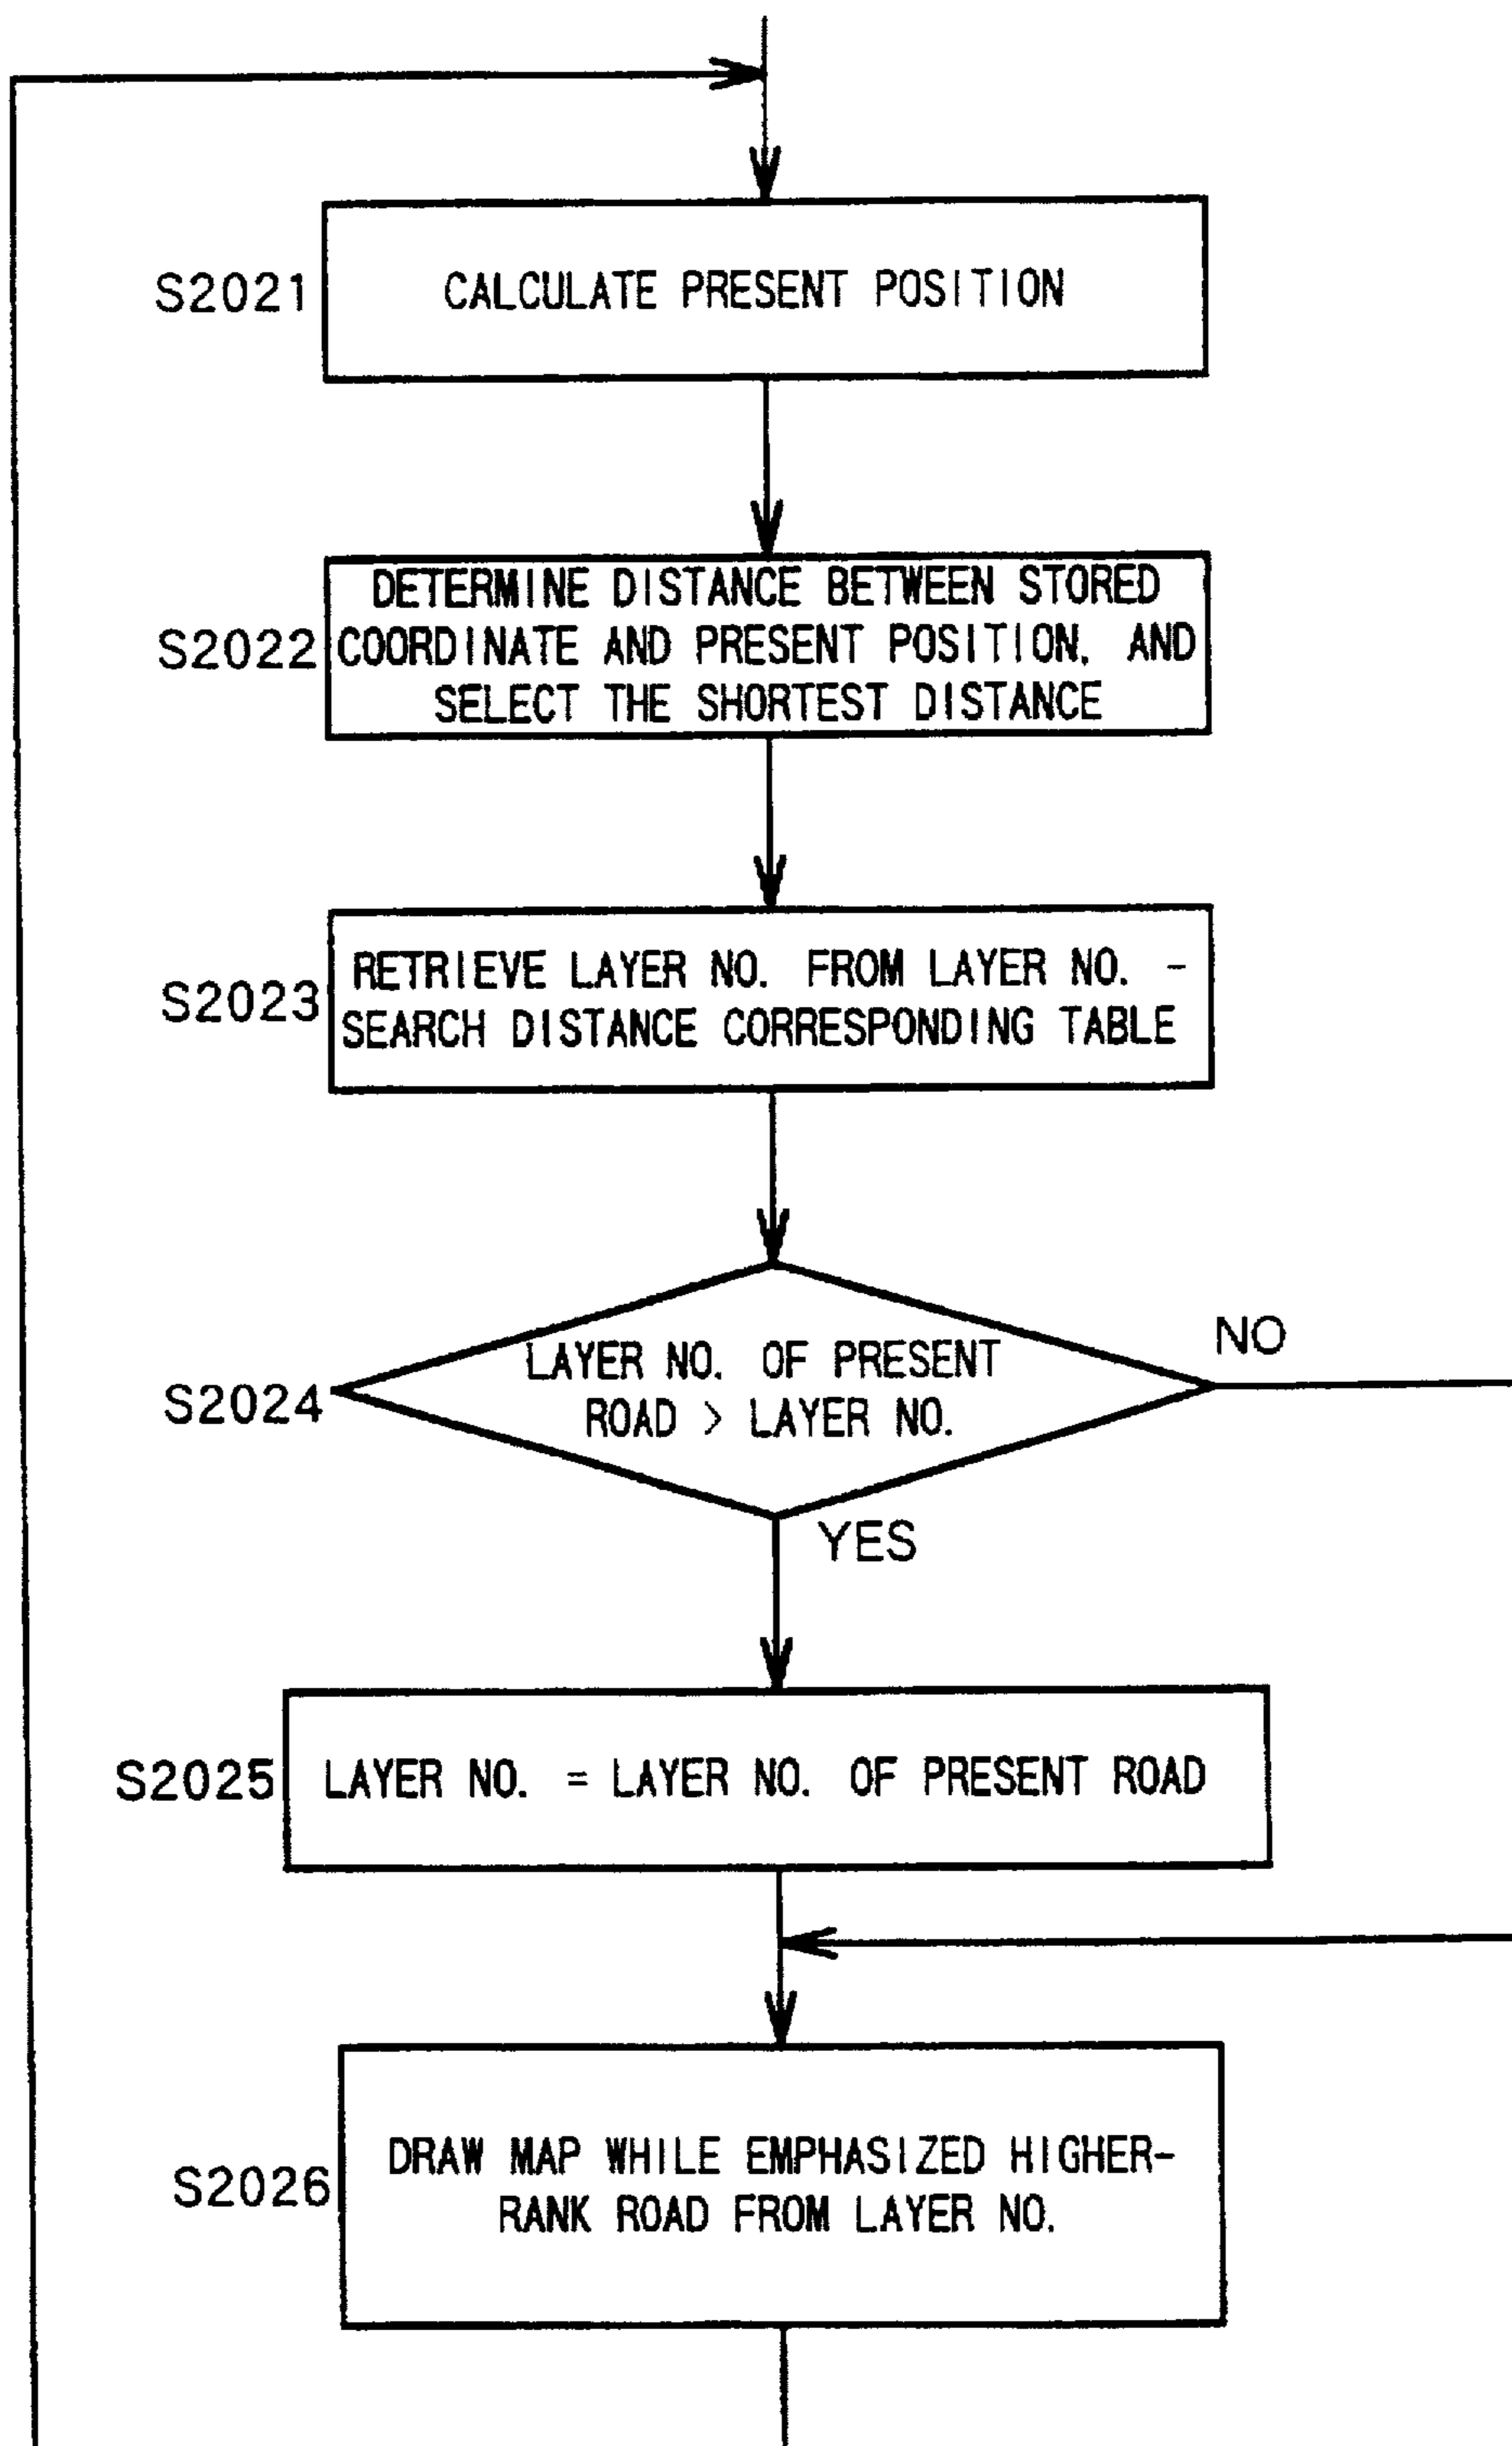 S2021
CALCULATE PRESENT POSITION
S2022
DETERMINE DISTANCE BETWEEN STORED
COORDINATE AND PRESENT POSITION, AND
SELECT THE SHORTEST DISTANCE
S2023
RETRIEVE LAYER NO. FROM LAYER NO. -
SEARCH DISTANCE CORRESPONDING TABLE
S2024
LAYER NO. OF PRESENT
ROAD > LAYER NO.
NO
YES
S2025
LAYER NO. = LAYER NO. OF PRESENT ROAD
S2026
DRAW MAP WHILE EMPHASIZED HIGHER-
RANK ROAD FROM LAYER NO.